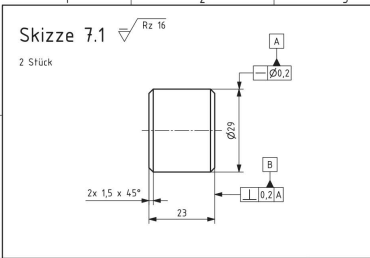 Skizze 7.1 Rz 16
2 Stück
A
Ø0,2
Ø29
B
2x 1,5 x 45°
0,2 A
23